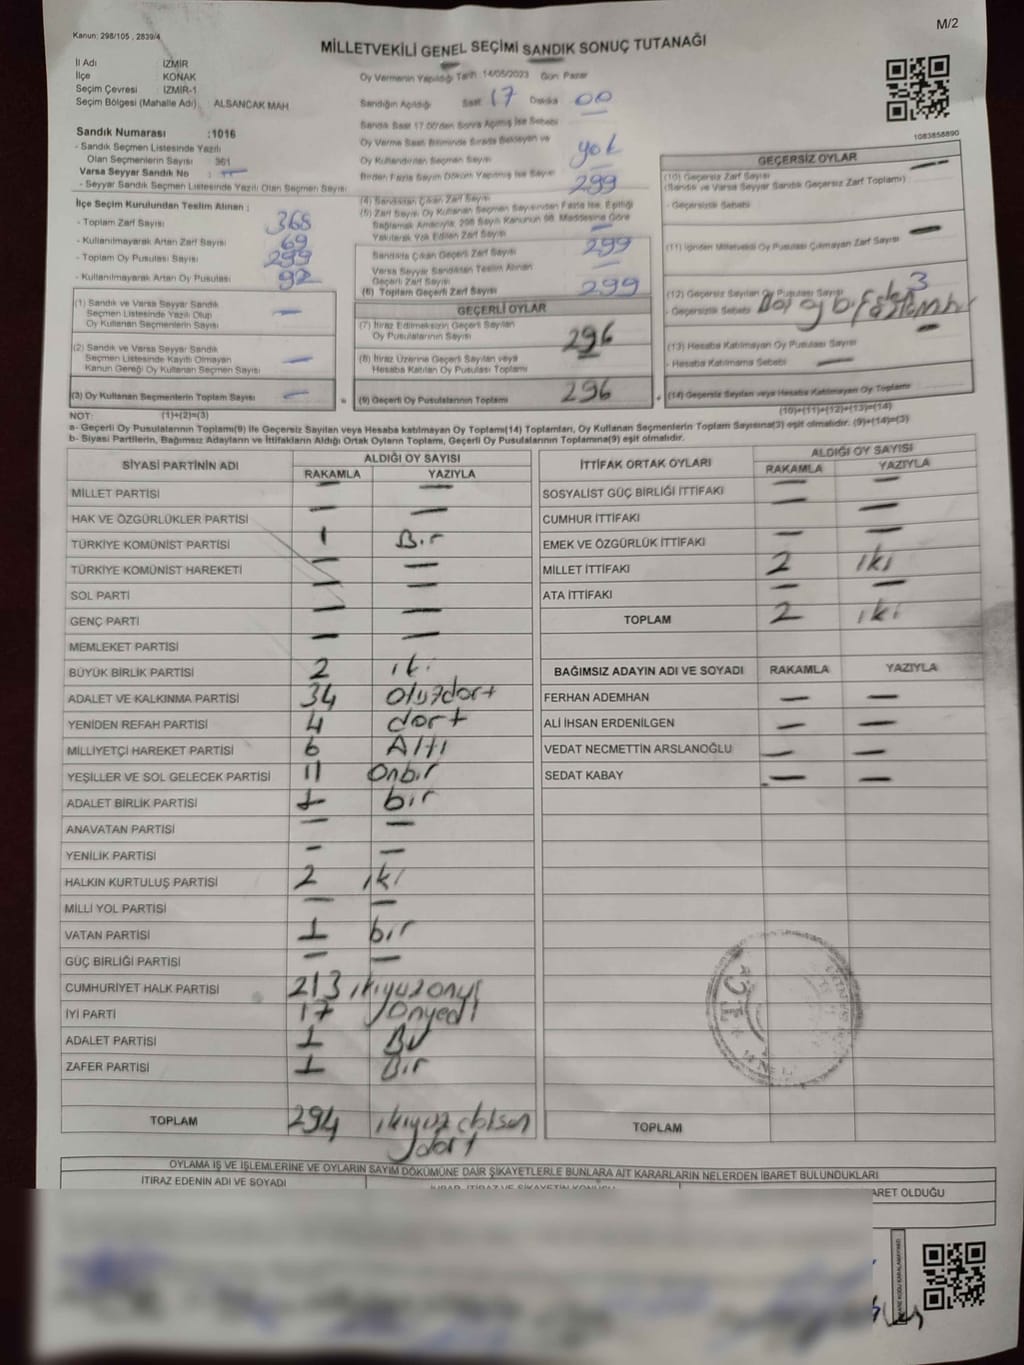 Kanun: 298/105 , 2839/4
M/2
MİLLETVEKİLİ GENEL SEÇİMİ SANDIK SONUÇ TUTANAĞI
İl Adı İZMİR
İlçe KONAK
Seçim Çevresi İZMİR-1
Seçim Bölgesi (Mahalle Adı) ALSANCAK MAH
Sandık Numarası :1016
- Sandık Seçmen Listesinde Yazılı
Olan Seçmenlerin Sayısı : 361
Varsa Seyyar Sandık No : —
- Seyyar Sandık Seçmen Listesinde Yazılı Olan Seçmen Sayısı
İlçe Seçim Kurulundan Teslim Alınan :
- Toplam Zarf Sayısı 368
- Kullanılmayarak Artan Zarf Sayısı 69
- Toplam Oy Pusulası Sayısı 299
- Kullanılmayarak Artan Oy Pusulası 92
(1) Sandık ve Varsa Seyyar Sandık
Seçmen Listesinde Yazılı Olup
Oy Kullanan Seçmenlerin Sayısı —
(2) Sandık ve Varsa Seyyar Sandık
Seçmen Listesinde Kayıtlı Olmayan
Kanun Gereği Oy Kullanan Seçmen Sayısı —
(3) Oy Kullanan Seçmenlerin Toplam Sayısı —
Oy Vermenin Yapıldığı Tarih 14/05/2023 Gün Pazar
Sandığın Açıldığı Saat 17 Dakika 00
Sandık Saat 17.00'den Sonra Açılmış İse Sebebi
Oy Verme Saati Bitiminde Sırada Bekleyen ve
Oy Kullandırılan Seçmen Sayısı yok
Birden Fazla Sayım Döküm Yapılmış İse Sayısı
(4) Sandıktan Çıkan Zarf Sayısı 299
(5) Zarf Sayısı Oy Kullanan Seçmen Sayısından Fazla İse, Eşitliği
Sağlamak Amacıyla, 298 Sayılı Kanunun 98. Maddesine Göre
Yakılarak Yok Edilen Zarf Sayısı —
Sandıkta Çıkan Geçerli Zarf Sayısı 299
Varsa Seyyar Sandıktan Teslim Alınan
Geçerli Zarf Sayısı —
(6) Toplam Geçerli Zarf Sayısı 299
GEÇERLİ OYLAR
(7) İtiraz Edilmeksizin Geçerli Sayılan
Oy Pusulalarının Sayısı 296
(8) İtiraz Üzerine Geçerli Sayılan veya
Hesaba Katılan Oy Pusulası Toplamı
(9) Geçerli Oy Pusulalarının Toplamı 296
1083858890
GEÇERSİZ OYLAR
(10) Geçersiz Zarf Sayısı —
(Sandık ve Varsa Seyyar Sandık Geçersiz Zarf Toplamı)
- Geçersizlik Sebebi
(11) İçinden Milletvekili Oy Pusulası Çıkmayan Zarf Sayısı —
(12) Geçersiz Sayılan Oy Pusulası Sayısı 3
- Geçersizlik Sebebi
(13) Hesaba Katılmayan Oy Pusulası Sayısı —
- Hesaba Katılmama Sebebi —
(14) Geçersiz Sayılan veya Hesaba Katılmayan Oy Toplamı
NOT: (1)+(2)=(3) (10)+(11)+(12)+(13)=(14)
a- Geçerli Oy Pusulalarının Toplamı(9) ile Geçersiz Sayılan veya Hesaba katılmayan Oy Toplamı(14) Toplamları, Oy Kullanan Seçmenlerin Toplam Sayısına(3) eşit olmalıdır. (9)+(14)=(3)
b- Siyasi Partilerin, Bağımsız Adayların ve İttifakların Aldığı Ortak Oyların Toplamı, Geçerli Oy Pusulalarının Toplamına(9) eşit olmalıdır.
SİYASİ PARTİNİN ADI ALDIĞI OY SAYISI
RAKAMLA YAZIYLA
MİLLET PARTİSİ — —
HAK VE ÖZGÜRLÜKLER PARTİSİ — —
TÜRKİYE KOMÜNİST PARTİSİ 1 Bir
TÜRKİYE KOMÜNİST HAREKETİ — —
SOL PARTİ — —
GENÇ PARTİ — —
MEMLEKET PARTİSİ — —
BÜYÜK BİRLİK PARTİSİ 2 iki
ADALET VE KALKINMA PARTİSİ 34 otuzdort
YENİDEN REFAH PARTİSİ 4 dort
MİLLİYETÇİ HAREKET PARTİSİ 6 Altı
YEŞİLLER VE SOL GELECEK PARTİSİ 11 onbir
ADALET BİRLİK PARTİSİ 1 bir
ANAVATAN PARTİSİ — —
YENİLİK PARTİSİ — —
HALKIN KURTULUŞ PARTİSİ 2 iki
MİLLİ YOL PARTİSİ — —
VATAN PARTİSİ 1 bir
GÜÇ BİRLİĞİ PARTİSİ — —
CUMHURİYET HALK PARTİSİ 213
İYİ PARTİ 17 onyedi
ADALET PARTİSİ 1
ZAFER PARTİSİ 1 Bir
TOPLAM 294 dört
İTTİFAK ORTAK OYLARI ALDIĞI OY SAYISI
RAKAMLA YAZIYLA
SOSYALİST GÜÇ BİRLİĞİ İTTİFAKI — —
CUMHUR İTTİFAKI — —
EMEK VE ÖZGÜRLÜK İTTİFAKI — —
MİLLET İTTİFAKI 2 iki
ATA İTTİFAKI — —
TOPLAM 2 iki
BAĞIMSIZ ADAYIN ADI VE SOYADI RAKAMLA YAZIYLA
FERHAN ADEMHAN — —
ALİ İHSAN ERDENİLGEN — —
VEDAT NECMETTİN ARSLANOĞLU — —
SEDAT KABAY — —
T.C.
TOPLAM
OYLAMA İŞ VE İŞLEMLERİNE VE OYLARIN SAYIM DÖKÜMÜNE DAİR ŞİKAYETLERLE BUNLARA AİT KARARLARIN NELERDEN İBARET BULUNDUKLARI
İTİRAZ EDENİN ADI VE SOYADI
ARET OLDUĞU